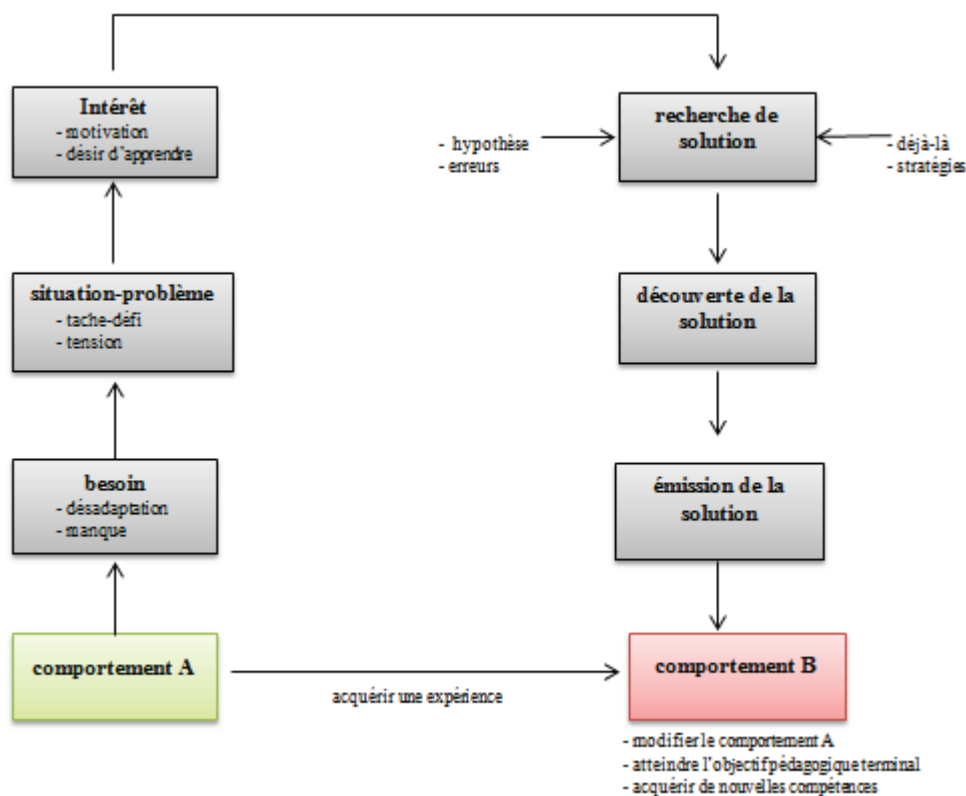 Intérêt
- motivation
- désir d'apprendre
situation-problème
- tache-défi
- tension
besoin
- désadaptation
- manque
comportement A
acquérir une expérience
- hypothèse
- erreurs
recherche de
solution
- déjà-là
- stratégies
découverte de la
solution
émission de la
solution
comportement B
- modifier le comportement A
- atteindre l'objectif pédagogique terminal
- acquérir de nouvelles compétences